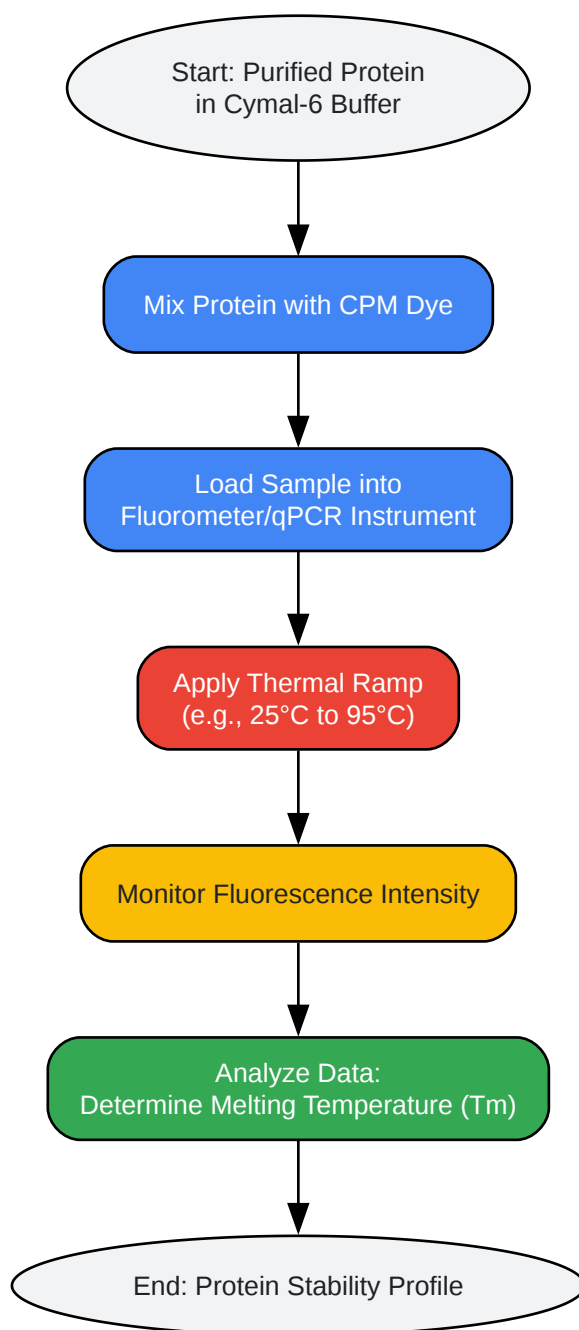 Start: Purified Protein
in Cymal-6 Buffer
Mix Protein with CPM Dye
Load Sample into
Fluorometer/qPCR Instrument
Apply Thermal Ramp
(e.g., 25°C to 95°C)
Monitor Fluorescence Intensity
Analyze Data:
Determine Melting Temperature (Tm)
End: Protein Stability Profile